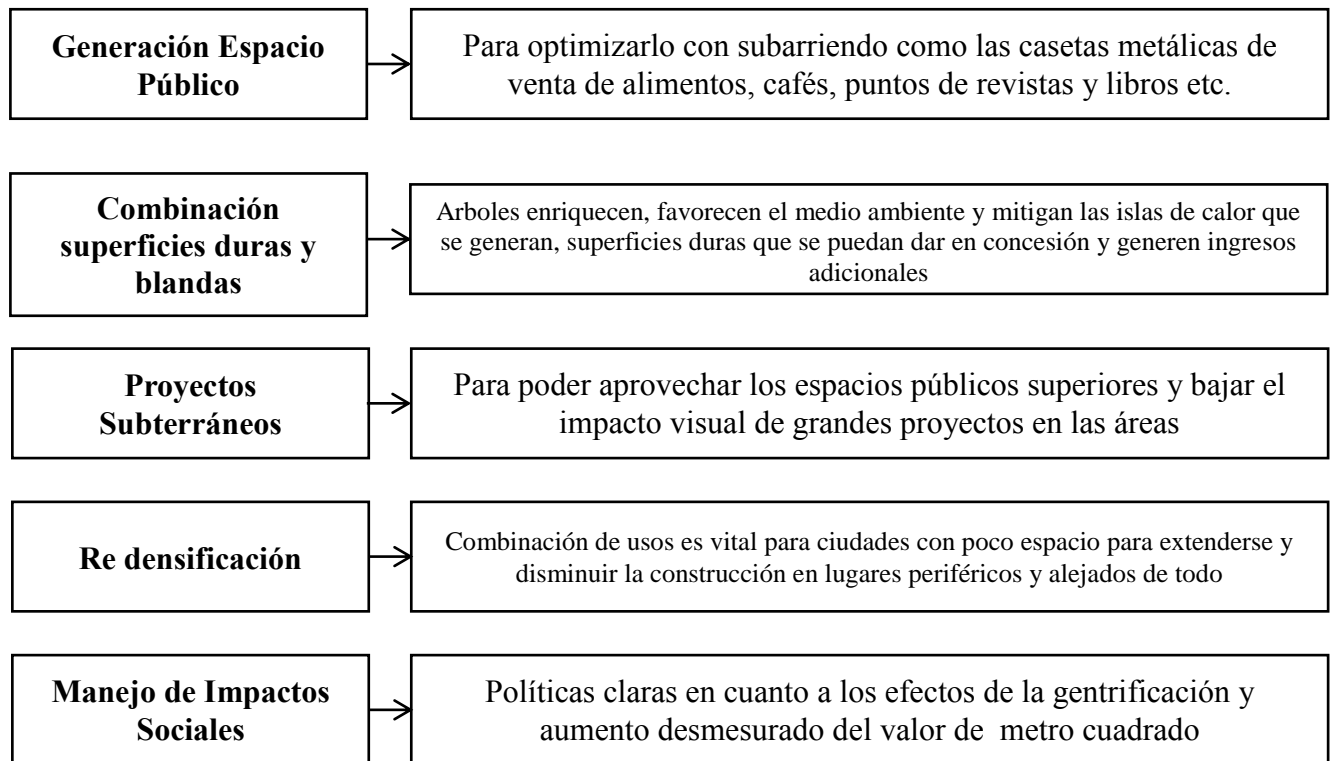 Generación Espacio
Público
Para optimizarlo con subarriendo como las casetas metálicas de
venta de alimentos, cafés, puntos de revistas y libros etc.
Combinación
superficies duras y
blandas
Arboles enriquecen, favorecen el medio ambiente y mitigan las islas de calor que
se generan, superficies duras que se puedan dar en concesión y generen ingresos
adicionales
Proyectos
Subterráneos
Para poder aprovechar los espacios públicos superiores y bajar el
impacto visual de grandes proyectos en las áreas
Re densificación
Combinación de usos es vital para ciudades con poco espacio para extenderse y
disminuir la construcción en lugares periféricos y alejados de todo
Manejo de Impactos
Sociales
Políticas claras en cuanto a los efectos de la gentrificación y
aumento desmesurado del valor de metro cuadrado